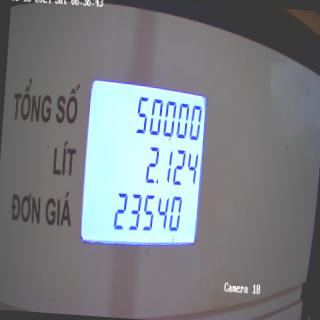 TỔNG SỐ 50000
LÍT 2.124
ĐƠN GIÁ 23540
Camera 18